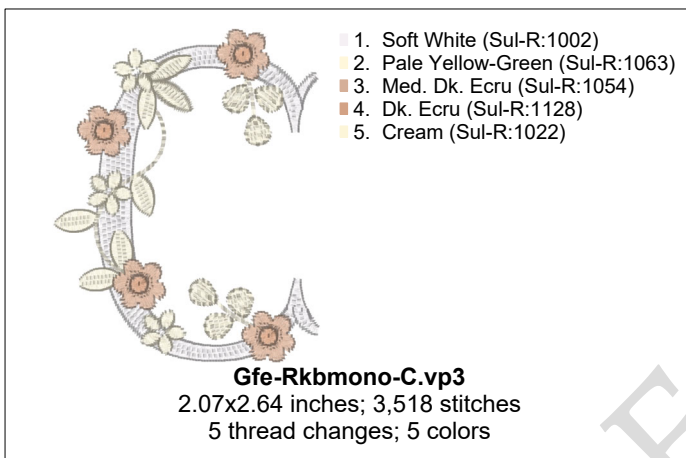 1. Soft White (Sul-R:1002)
2. Pale Yellow-Green (Sul-R:1063)
3. Med. Dk. Ecru (Sul-R:1054)
4. Dk. Ecru (Sul-R:1128)
5. Cream (Sul-R:1022)
Gfe-Rkbmono-C.vp3
2.07x2.64 inches; 3,518 stitches
5 thread changes; 5 colors